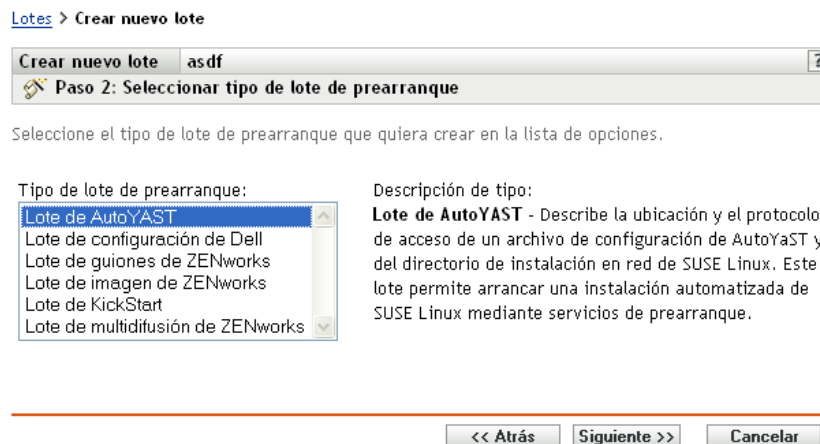 Lotes > Crear nuevo lote
Crear nuevo lote asdf ?
Paso 2: Seleccionar tipo de lote de prearranque
Seleccione el tipo de lote de prearranque que quiera crear en la lista de opciones.
Tipo de lote de prearranque:
Lote de AutoYAST
Lote de configuración de Dell
Lote de guiones de ZENworks
Lote de imagen de ZENworks
Lote de KickStart
Lote de multidifusión de ZENworks
Descripción de tipo:
Lote de AutoYAST - Describe la ubicación y el protocolo
de acceso de un archivo de configuración de AutoYaST y
del directorio de instalación en red de SUSE Linux. Este
lote permite arrancar una instalación automatizada de
SUSE Linux mediante servicios de prearranque.
<< Atrás Siguiente >> Cancelar